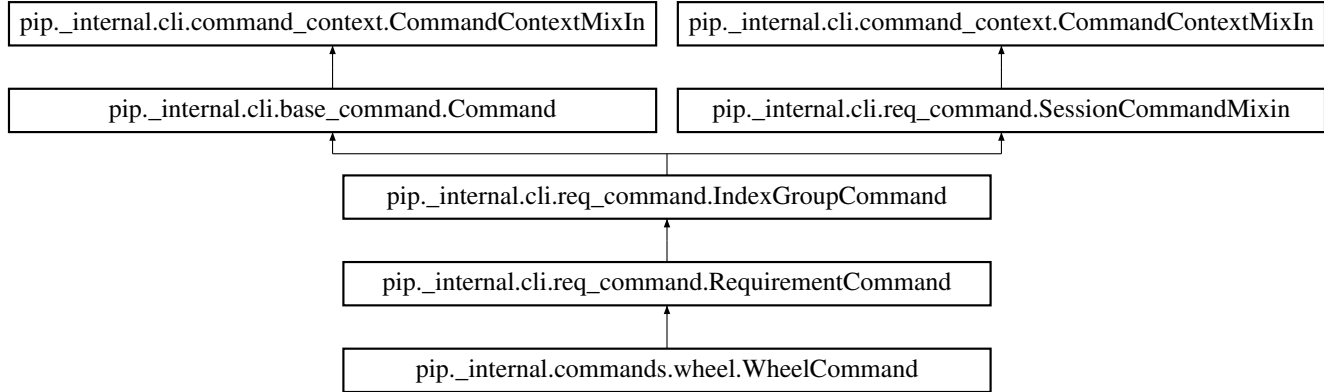 pip._internal.cli.command_context.CommandContextMixIn
pip._internal.cli.command_context.CommandContextMixIn
pip._internal.cli.base_command.Command
pip._internal.cli.req_command.SessionCommandMixin
pip._internal.cli.req_command.IndexGroupCommand
pip._internal.cli.req_command.RequirementCommand
pip._internal.commands.wheel.WheelCommand